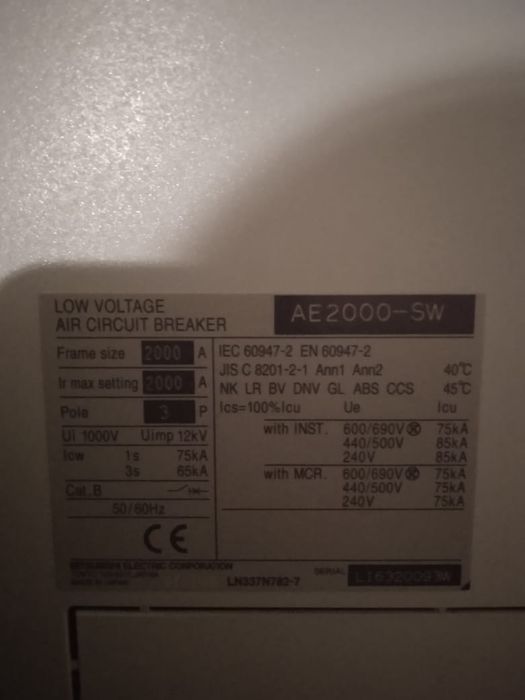 LOW VOLTAGE
AIR CIRCUIT BREAKER
AE2000-SW
Frame size 2000 A
Ir max setting 2000 A
Pole 3 P
Ui 1000V Uimp 12kV
Icw 1s 75kA
3s 65kA
Cat.B
50/60Hz
CE
IEC 60947-2 EN 60947-2
JIS C 8201-2-1 Ann1 Ann2 40℃
NK LR BV DNV GL ABS CCS 45℃
Ics=100%Icu Ue Icu
with INST. 600/690V 75kA
440/500V 85kA
240V 85kA
with MCR. 600/690V 75kA
440/500V 75kA
240V 75kA
MITSUBISHI ELECTRIC CORPORATION
MADE IN JAPAN
LN337N782-7
SERIAL